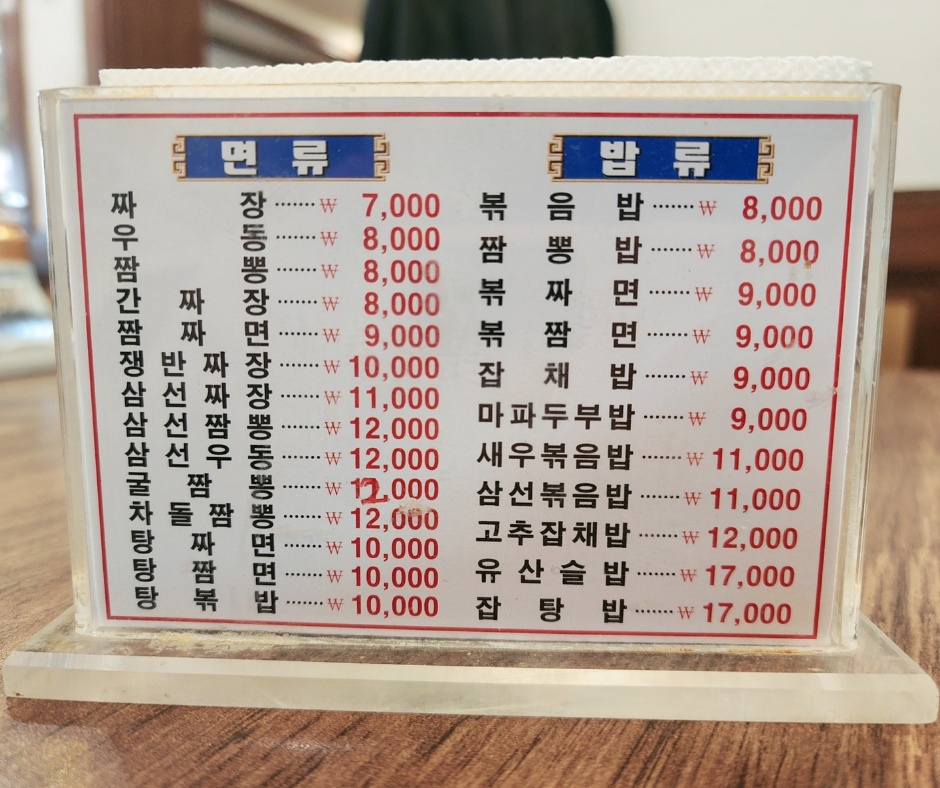 면 류
짜 장 ······· ₩ 7,000
우 동 ······· ₩ 8,000
짬 뽕 ······· ₩ 8,000
간 짜 장 ······· ₩ 8,000
짬 짜 면 ······· ₩ 9,000
쟁 반 짜 장 ······· ₩ 10,000
삼 선 짜 장 ······· ₩ 11,000
삼 선 짬 뽕 ······· ₩ 12,000
삼 선 우 동 ······· ₩ 12,000
굴 짬 뽕 ······· ₩ 12,000
차 돌 짬 뽕 ······· ₩ 12,000
탕 짜 면 ······· ₩ 10,000
탕 짬 면 ······· ₩ 10,000
탕 볶 밥 ······· ₩ 10,000
밥 류
볶 음 밥 ······· ₩ 8,000
짬 뽕 밥 ······· ₩ 8,000
볶 짜 면 ······· ₩ 9,000
볶 짬 면 ······· ₩ 9,000
잡 채 밥 ······· ₩ 9,000
마파두부밥 ······· ₩ 9,000
새우볶음밥 ······· ₩ 11,000
삼선볶음밥 ······· ₩ 11,000
고추잡채밥 ······· ₩ 12,000
유 산 슬 밥 ······· ₩ 17,000
잡 탕 밥 ······· ₩ 17,000